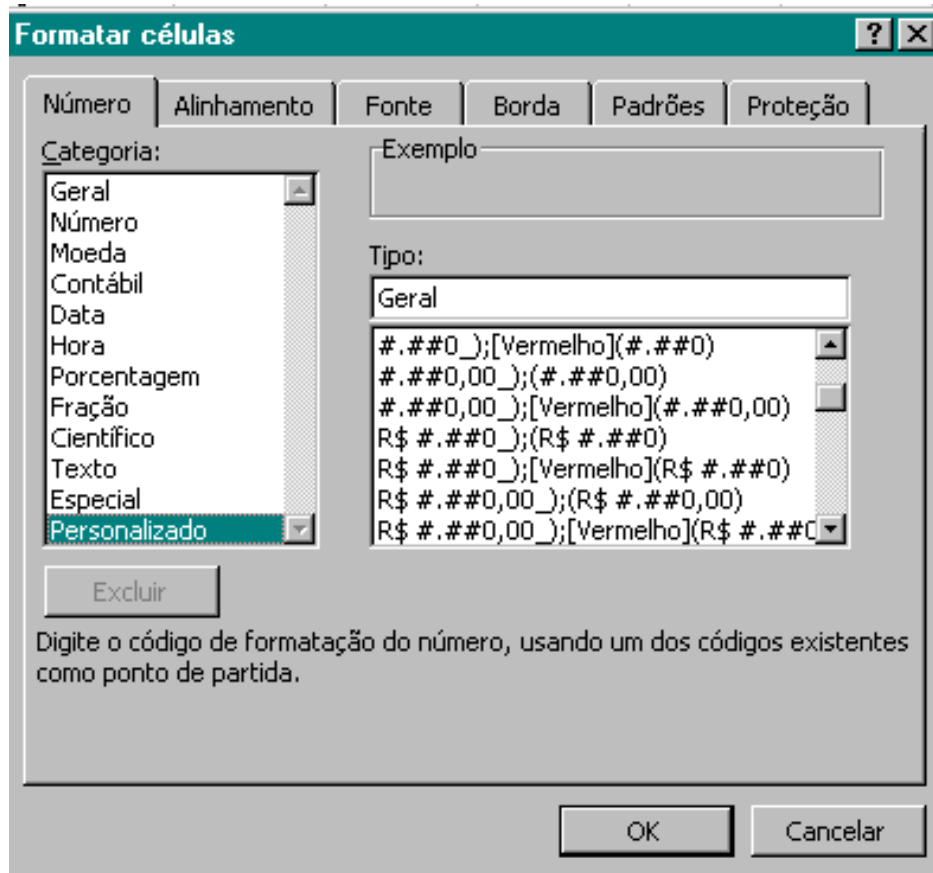 Formatar células
Número Alinhamento Fonte Borda Padrões Proteção
Categoria:
Geral
Número
Moeda
Contábil
Data
Hora
Porcentagem
Fração
Científico
Texto
Especial
Personalizado
Exemplo
Tipo:
Geral
#.##0_);[Vermelho](#.##0)
#.##0,00_);(#.##0,00)
#.##0,00_);[Vermelho](#.##0,00)
R$ #.##0_);(R$ #.##0)
R$ #.##0_);[Vermelho](R$ #.##0)
R$ #.##0,00_);(R$ #.##0,00)
R$ #.##0,00_);[Vermelho](R$ #.##0
Excluir
Digite o código de formatação do número, usando um dos códigos existentes
como ponto de partida.
OK Cancelar